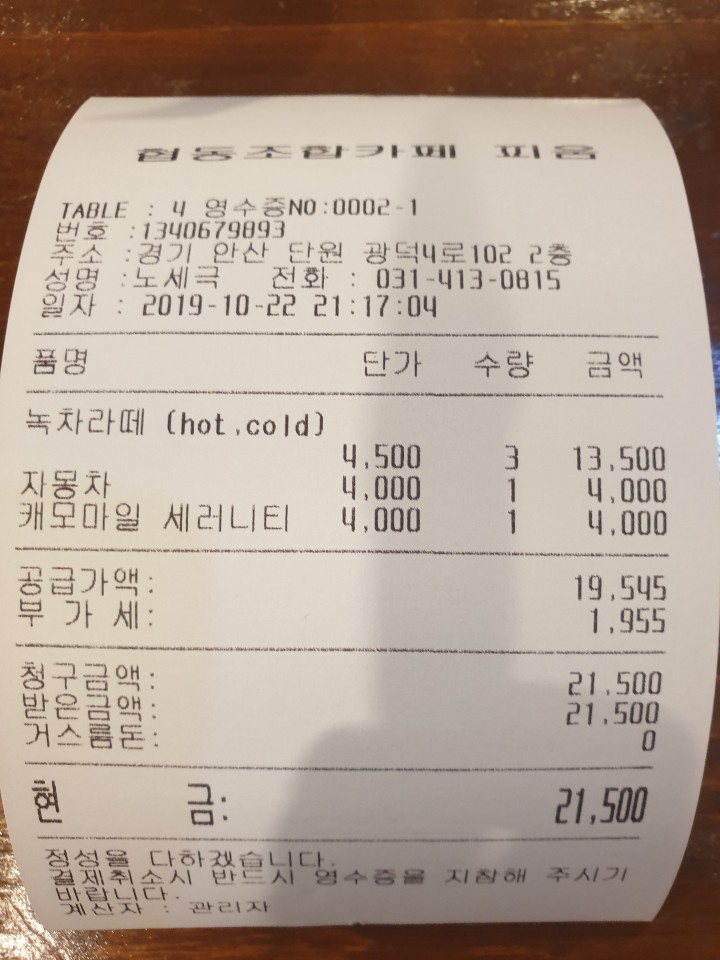 협동조합카페 피움
TABLE : 4 영수증NO:0002-1
번호 :1340679893
주소 :경기 안산 단원 광덕4로102 2층
성명 :노세극 전화 : 031-413-0815
일자 : 2019-10-22 21:17:04
품명 단가 수량 금액
녹차라떼 (hot,cold)
4,500 3 13,500
자몽차 4,000 1 4,000
캐모마일 세러니티 4,000 1 4,000
공급가액: 19,545
부 가 세: 1,955
청구금액: 21,500
받은금액: 21,500
거스름돈: 0
현 금: 21,500
정성을 다하겠습니다.
결제취소시 반드시 영수증을 지참해 주시기
바랍니다.
계산자 : 관리자